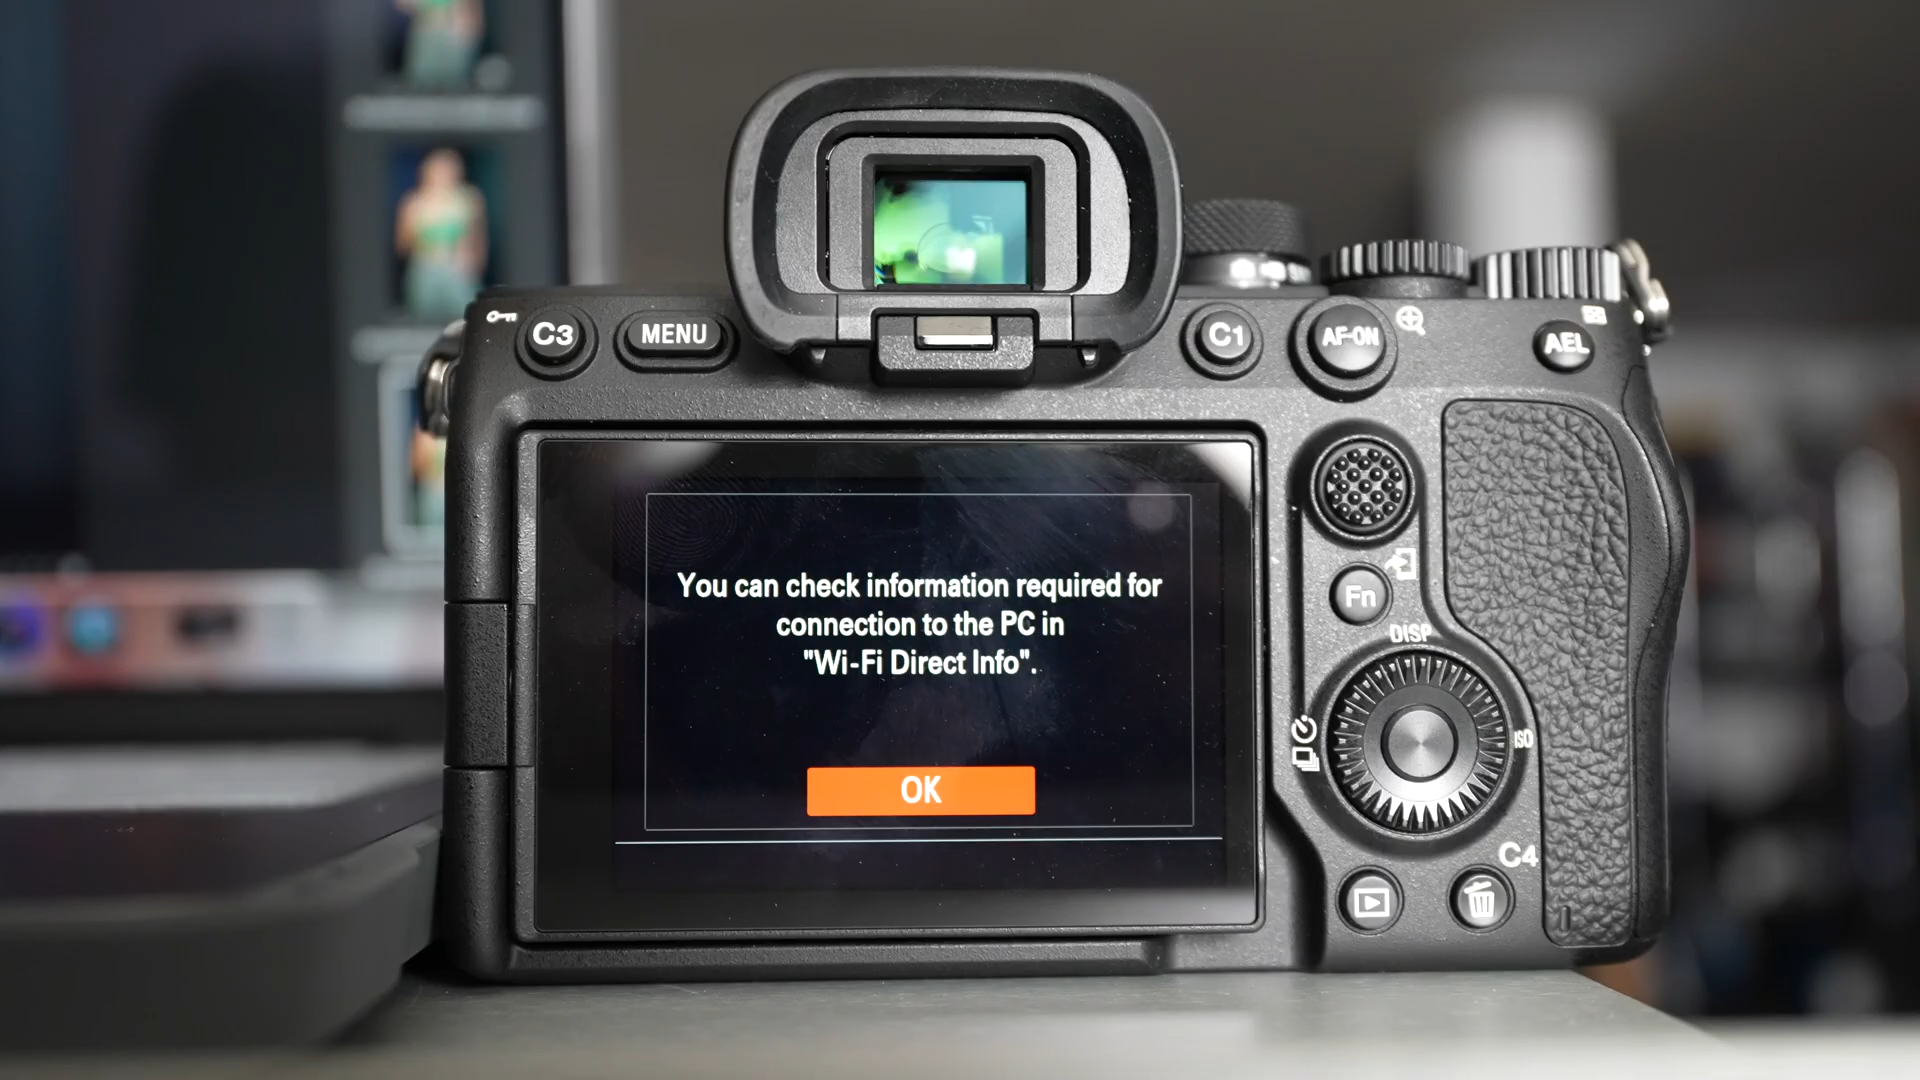 C3
MENU
C1
AF-ON
AEL
You can check information required for
connection to the PC in
"Wi-Fi Direct Info".
OK
Fn
DISP
ISO
C4